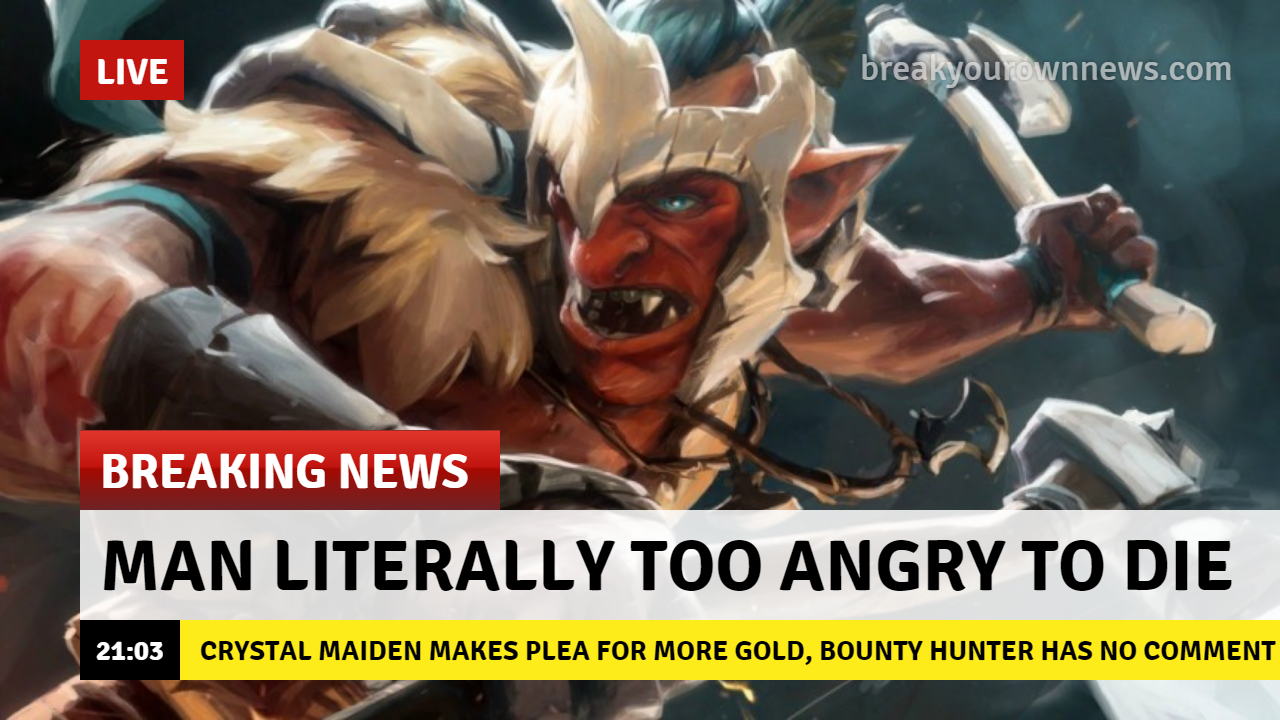 LIVE
breakyourownnews.com
BREAKING NEWS
MAN LITERALLY TOO ANGRY TO DIE
21:03 CRYSTAL MAIDEN MAKES PLEA FOR MORE GOLD, BOUNTY HUNTER HAS NO COMMENT